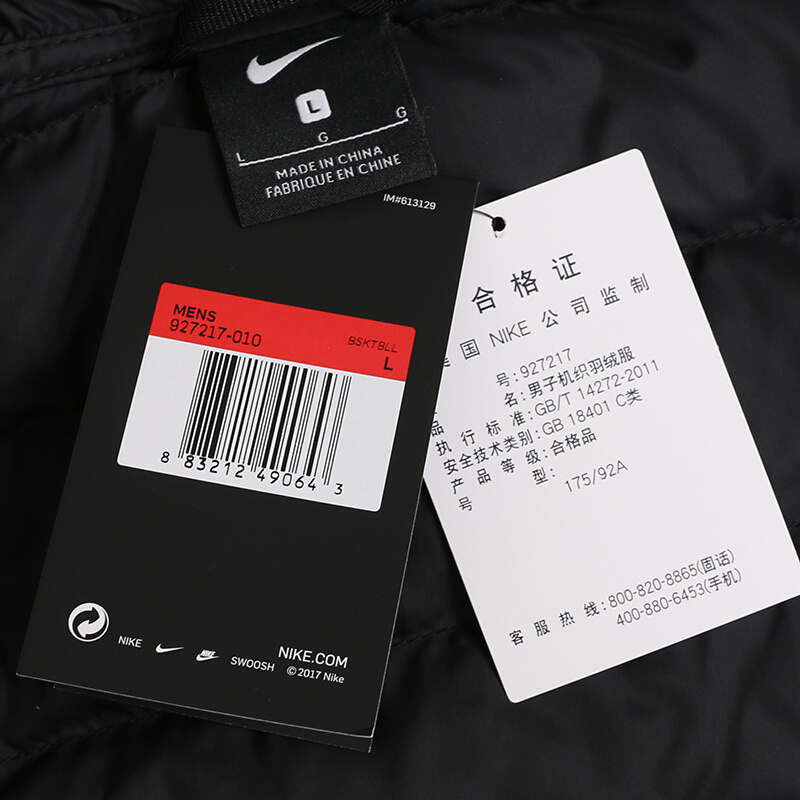 L
L G G
MADE IN CHINA
FABRIQUE EN CHINE
IM#613129
MENS
927217-010
BSKTBLL
L
8 83212 49064 3
NIKE
NIKE
SWOOSH
NIKE.COM
© 2017 Nike
合格证
国 NIKE 公司监制
号:927217
名:男子机织羽绒服
品
执行标准:GB/T 14272-2011
安全技术类别:GB 18401 C类
产品等级:合格品
号 型: 175/92A
客服热线:800-820-8865(固话)
400-880-6453(手机)